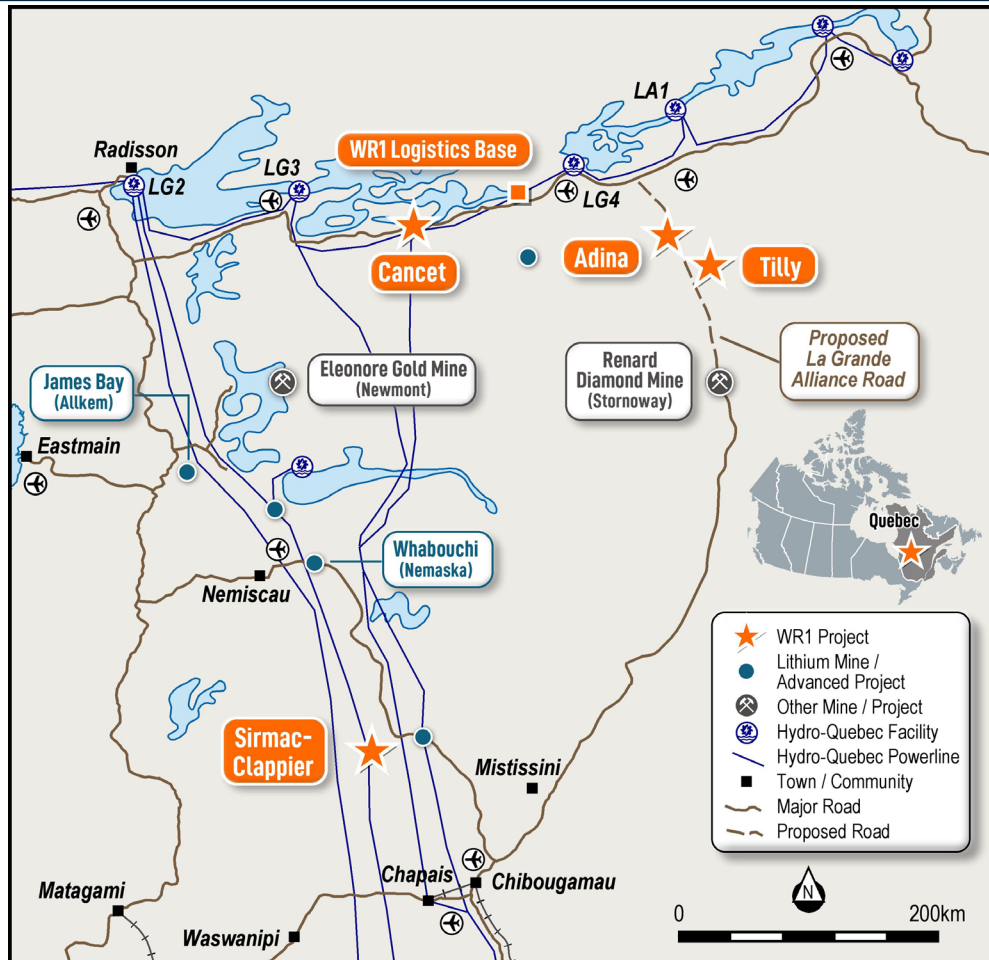 LA1
Radisson
WR1 Logistics Base
LG3
LG2
LG4
Cancet
Adina
Tilly
Proposed
La Grande
Alliance Road
Eleonore Gold Mine
(Newmont)
Renard
Diamond Mine
(Stornoway)
James Bay
(Allkem)
Eastmain
Quebec
Whabouchi
(Nemaska)
Nemiscau
WR1 Project
Lithium Mine /
Advanced Project
Other Mine / Project
Hydro-Quebec Facility
Hydro-Quebec Powerline
Town / Community
Major Road
Proposed Road
Sirmac-
Clappier
Mistissini
Chapais
Chibougamau
Matagami
Waswanipi
N
0
200km